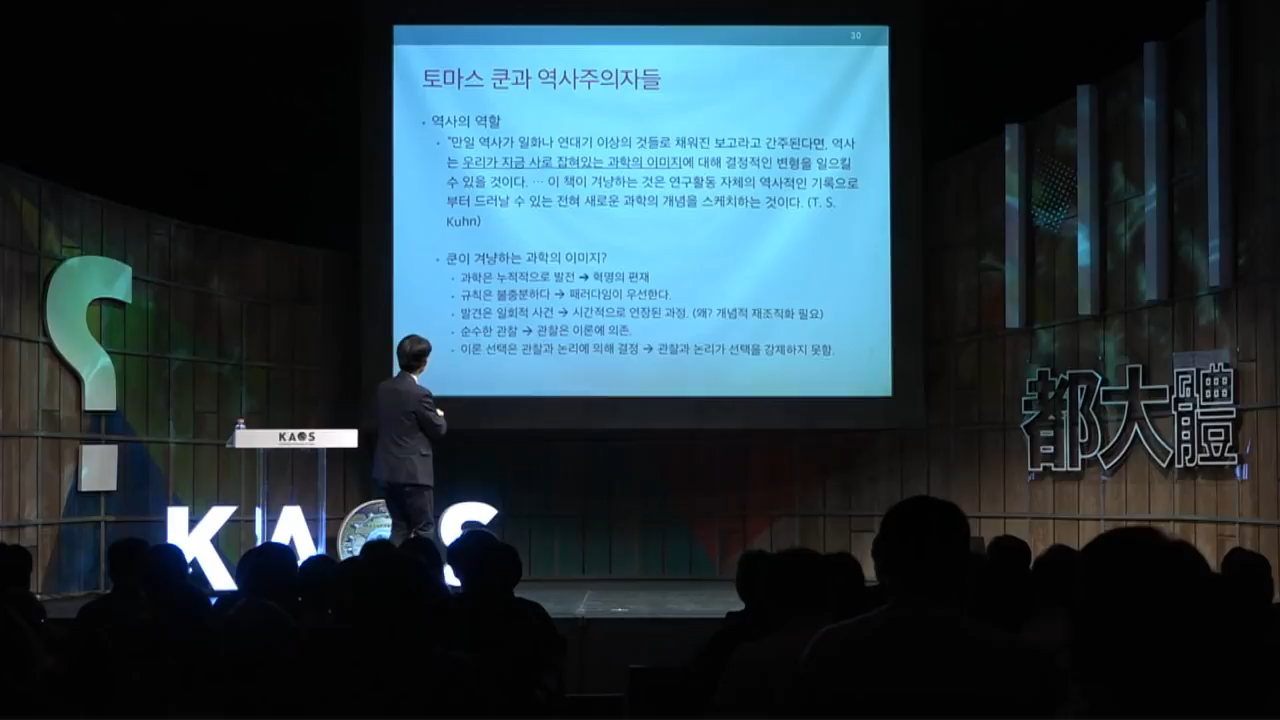 30
토마스 쿤과 역사주의자들
• 역사의 역할
• "만일 역사가 일화나 연대기 이상의 것들로 채워진 보고라고 간주된다면, 역사
는 우리가 지금 사로 잡혀있는 과학의 이미지에 대해 결정적인 변형을 일으킬
수 있을 것이다. … 이 책이 겨냥하는 것은 연구활동 자체의 역사적인 기록으로
부터 드러날 수 있는 전혀 새로운 과학의 개념을 스케치하는 것이다. (T. S.
Kuhn)
• 쿤이 겨냥하는 과학의 이미지?
• 과학은 누적적으로 발전 → 혁명의 편재
• 규칙은 불충분하다 → 패러다임이 우선한다.
• 발견은 일회적 사건 → 시간적으로 연장된 과정. (왜? 개념적 재조직화 필요)
• 순수한 관찰 → 관찰은 이론에 의존.
• 이론 선택은 관찰과 논리에 의해 결정 → 관찰과 논리가 선택을 강제하지 못함.
都大體
KAOS
KAOS